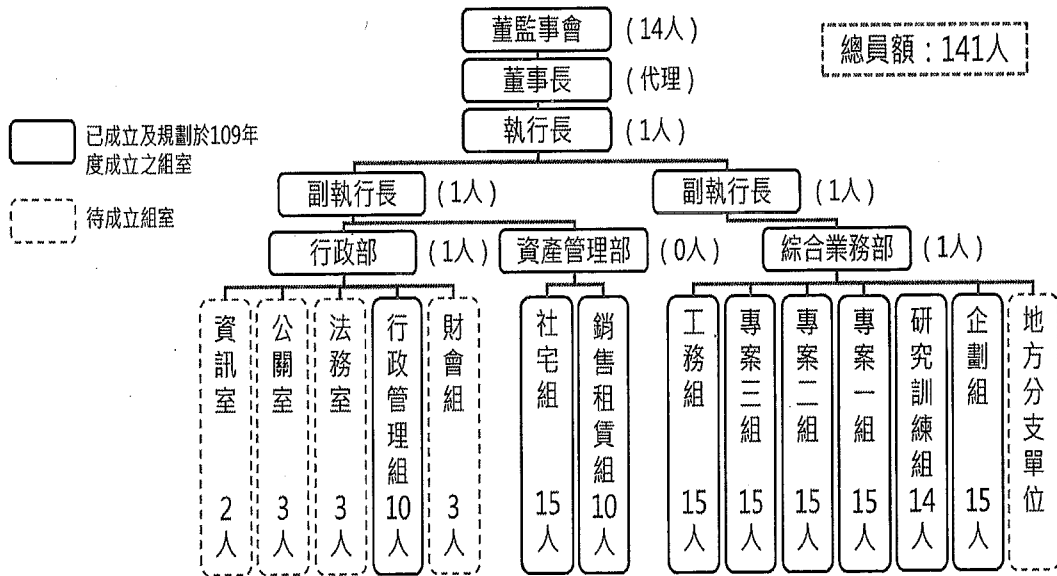 董監事會 (14人)
總員額：141人
董事長 (代理)
執行長 (1人)
已成立及規劃於109年
度成立之組室
待成立組室
副執行長 (1人)
副執行長 (1人)
行政部 (1人)
資產管理部 (0人)
綜合業務部 (1人)
資訊室 2人
公關室 3人
法務室 3人
行政管理組 10人
財會組 3人
社宅組 15人
銷售租賃組 10人
工務組 15人
專案三組 15人
專案二組 15人
專案一組 15人
研究訓練組 14人
企劃組 15人
地方分支單位